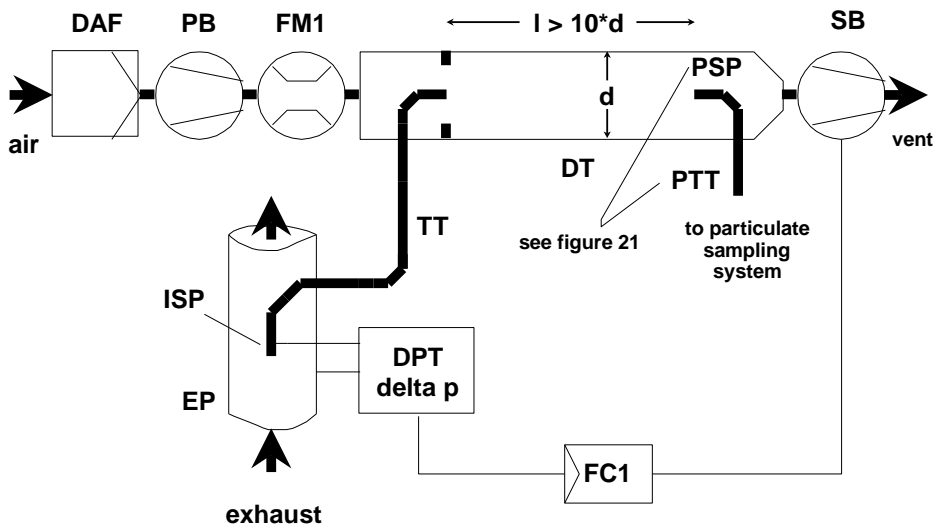 DAF
PB
FM1
l > 10*d
SB
air
d
PSP
vent
DT
PTT
TT
see figure 21
to particulate
sampling
system
ISP
DPT
delta p
EP
FC1
exhaust